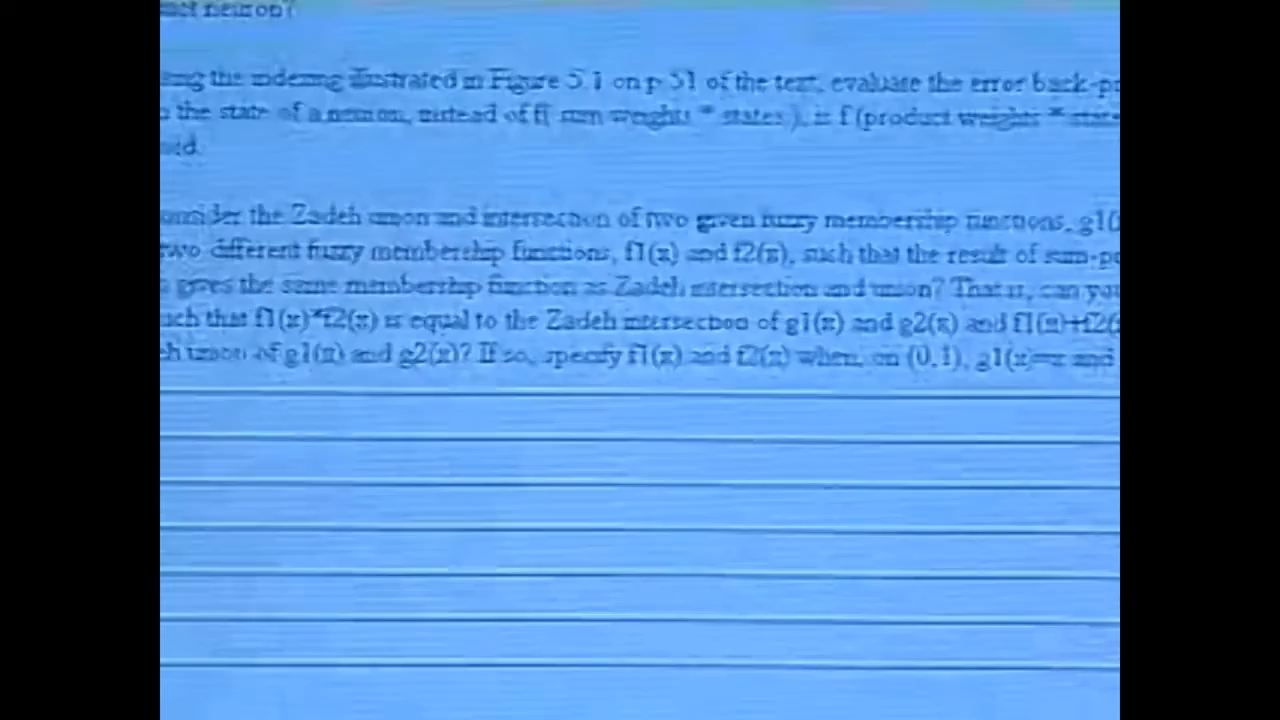 neuron?
the indexing illustrated in Figure 5.1 on p 51 of the text, evaluate the error back-p
the state of a neuron, instead of f( sum weights * states ), is f (product weights * state
onsider the Zadeh union and intersection of two given fuzzy membership functions, g1(
two different fuzzy membership functions, f1(x) and f2(x), such that the result of sum-p
gives the same membership function as Zadeh intersection and union? That is, can you
uch that f1(x)*f2(x) is equal to the Zadeh intersection of g1(x) and g2(x) and f1(x)+f2(
eh union of g1(x) and g2(x)? If so, specify f1(x) and f2(x) when, on (0,1), g1(x)=x and